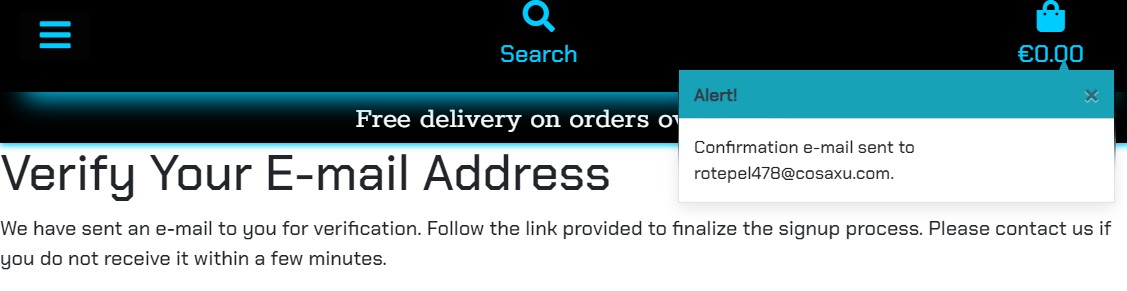 Search
€0.00
Alert!
×
Free delivery on orders
Confirmation e-mail sent to
rotepel478@cosaxu.com.
Verify Your E-mail Address
We have sent an e-mail to you for verification. Follow the link provided to finalize the signup process. Please contact us if
you do not receive it within a few minutes.